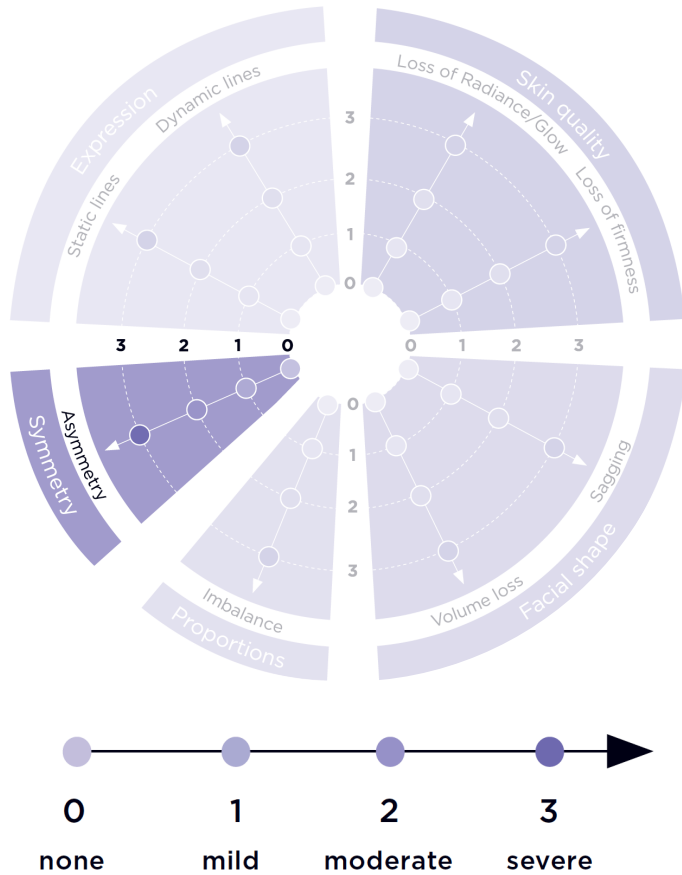 Expression
Dynamic lines
Static lines
Loss of Radiance/Glow
Skin quality
Loss of firmness
3
2
1
0
3 2 1 0
0 1 2 3
Symmetry
Asymmetry
0
1
2
3
Imbalance
Proportions
Sagging
Volume loss
Facial shape
0 1 2 3
none mild moderate severe